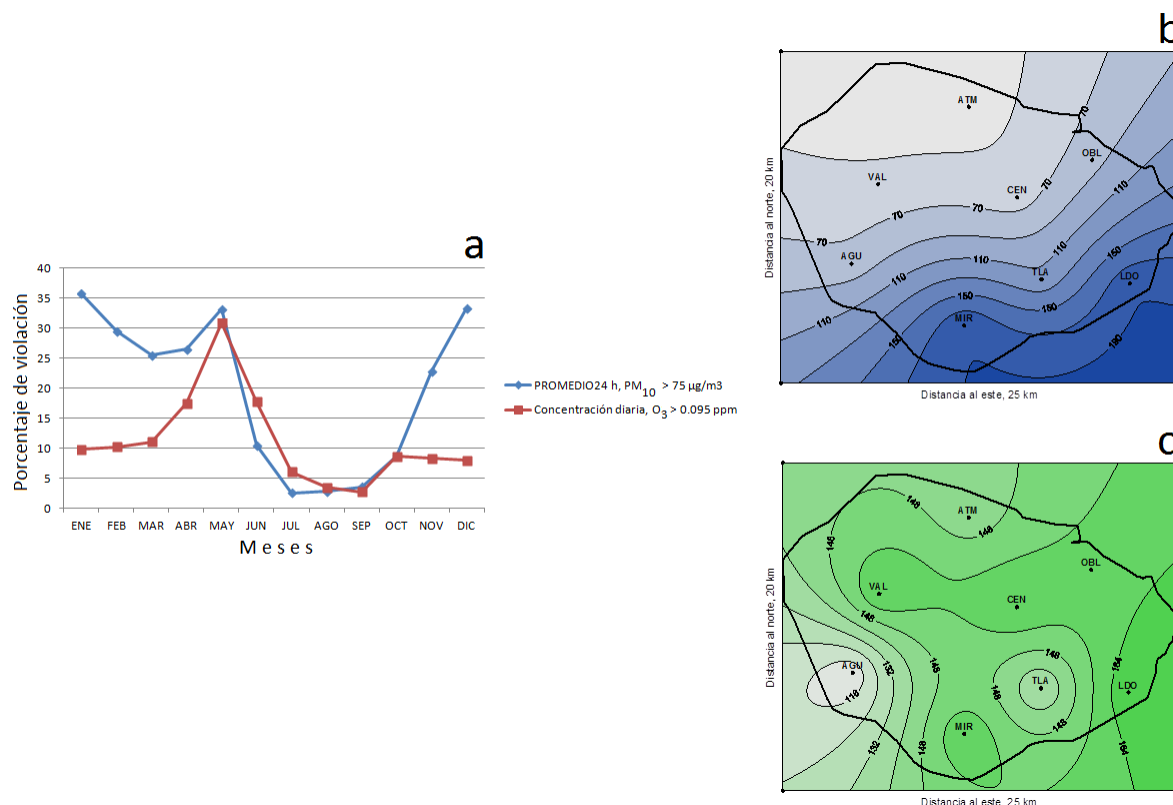 a
40
35
30
25
20
15
10
5
0
Porcentaje de violación
ENE FEB MAR ABR MAY JUN JUL AGO SEP OCT NOV DIC
Meses
PROMEDIO24 h, PM10 > 75 µg/m3
Concentración diaria, O3 > 0.095 ppm
b
Distancia al norte, 20 km
ATM
70
OBL
VAL
CEN
70
110
70
70
70
AGU
110
110
110
TLA
150
LDO
150
150
MIR
110
150
190
Distancia al este, 25 km
c
Distancia al norte, 20 km
148
ATM
148
148
OBL
VAL
CEN
148
148
AGU
132
148
164
TLA
LDO
116
148
148
MIR
132
148
164
Distancia al este, 25 km